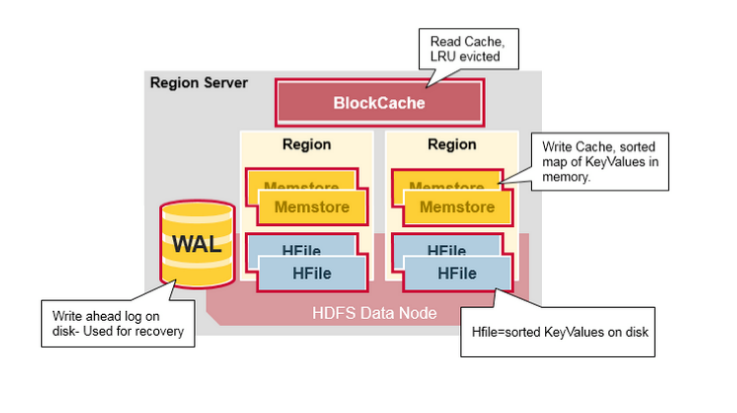 Read Cache,
LRU evicted
Region Server
BlockCache
Region
Region
Write Cache, sorted
map of KeyValues in
memory.
Memstore
Memstore
Memstore
Memstore
WAL
HFile
HFile
HFile
HFile
Write ahead log on
disk- Used for recovery
HDFS Data Node
Hfile=sorted KeyValues on disk